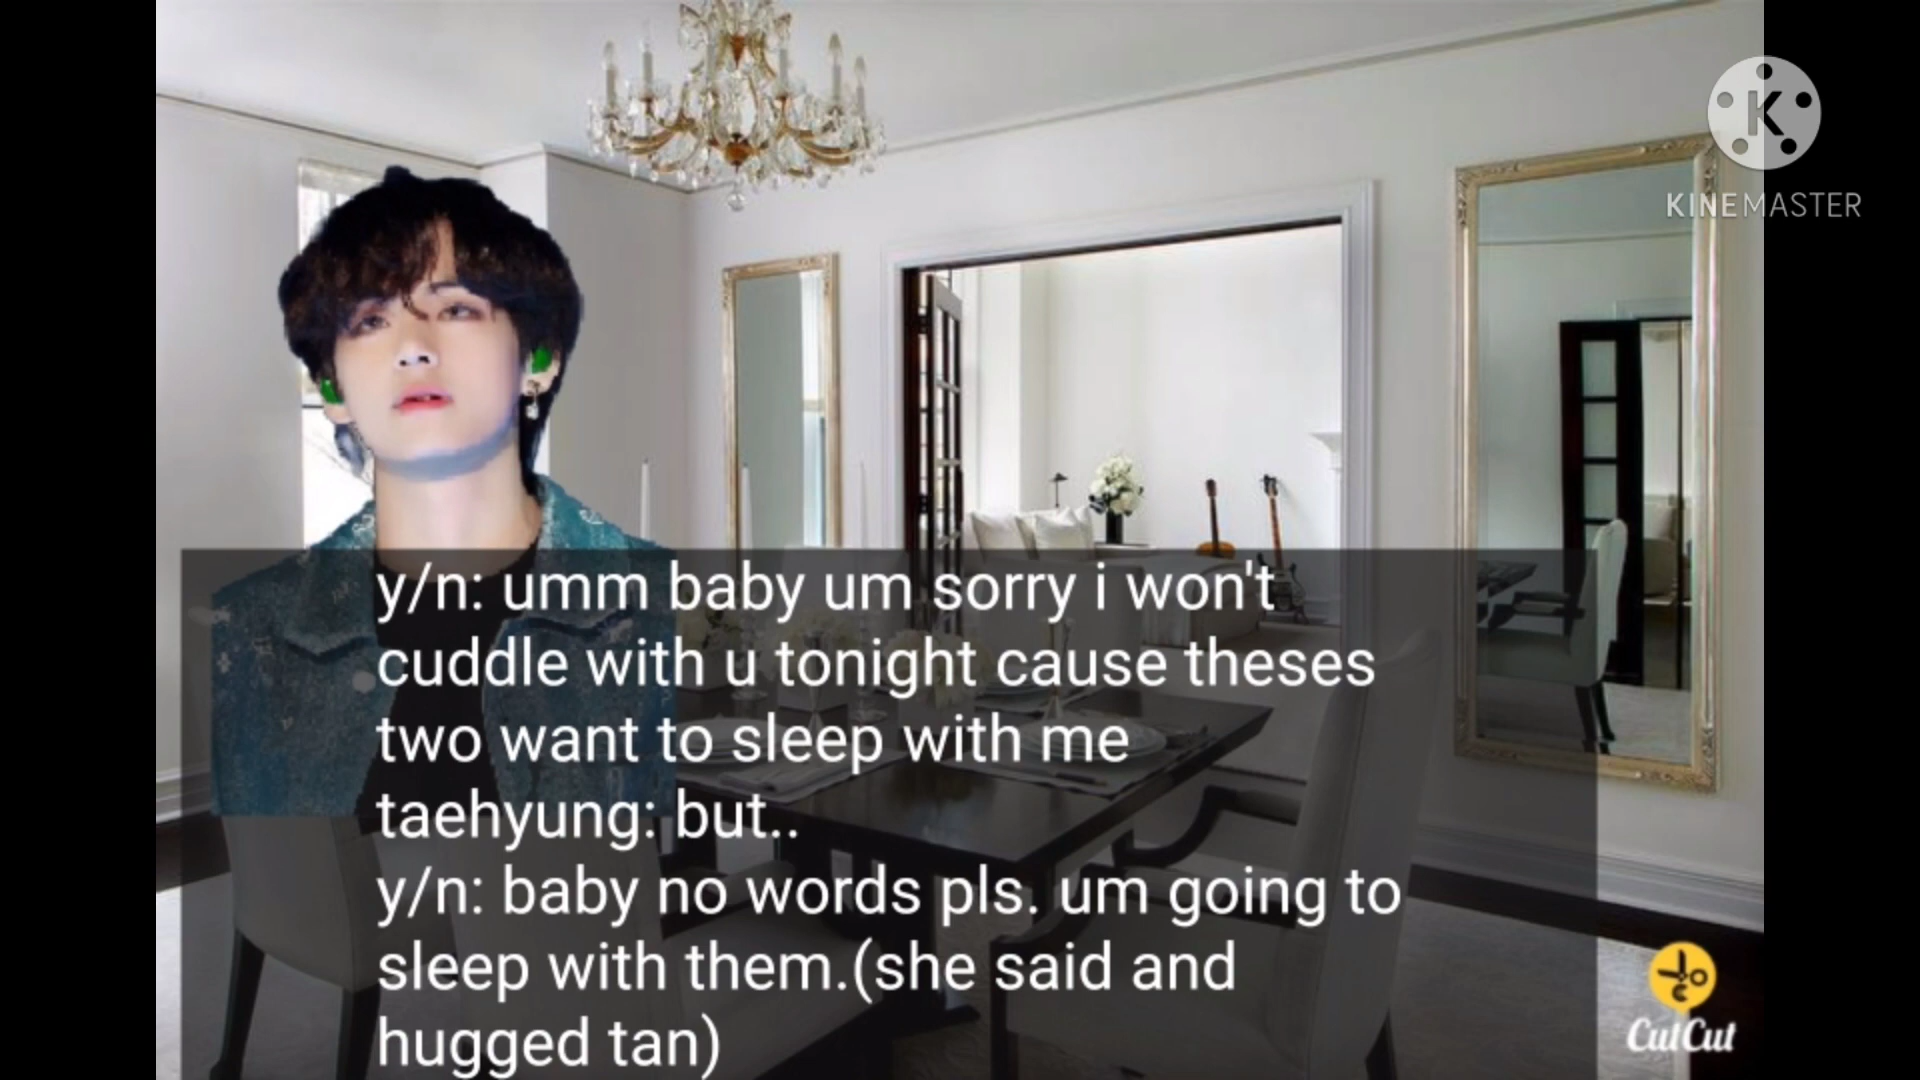 K
KINEMASTER
y/n: umm baby um sorry i won't
cuddle with u tonight cause theses
two want to sleep with me
taehyung: but..
y/n: baby no words pls. um going to
sleep with them.(she said and
hugged tan)
CutCut